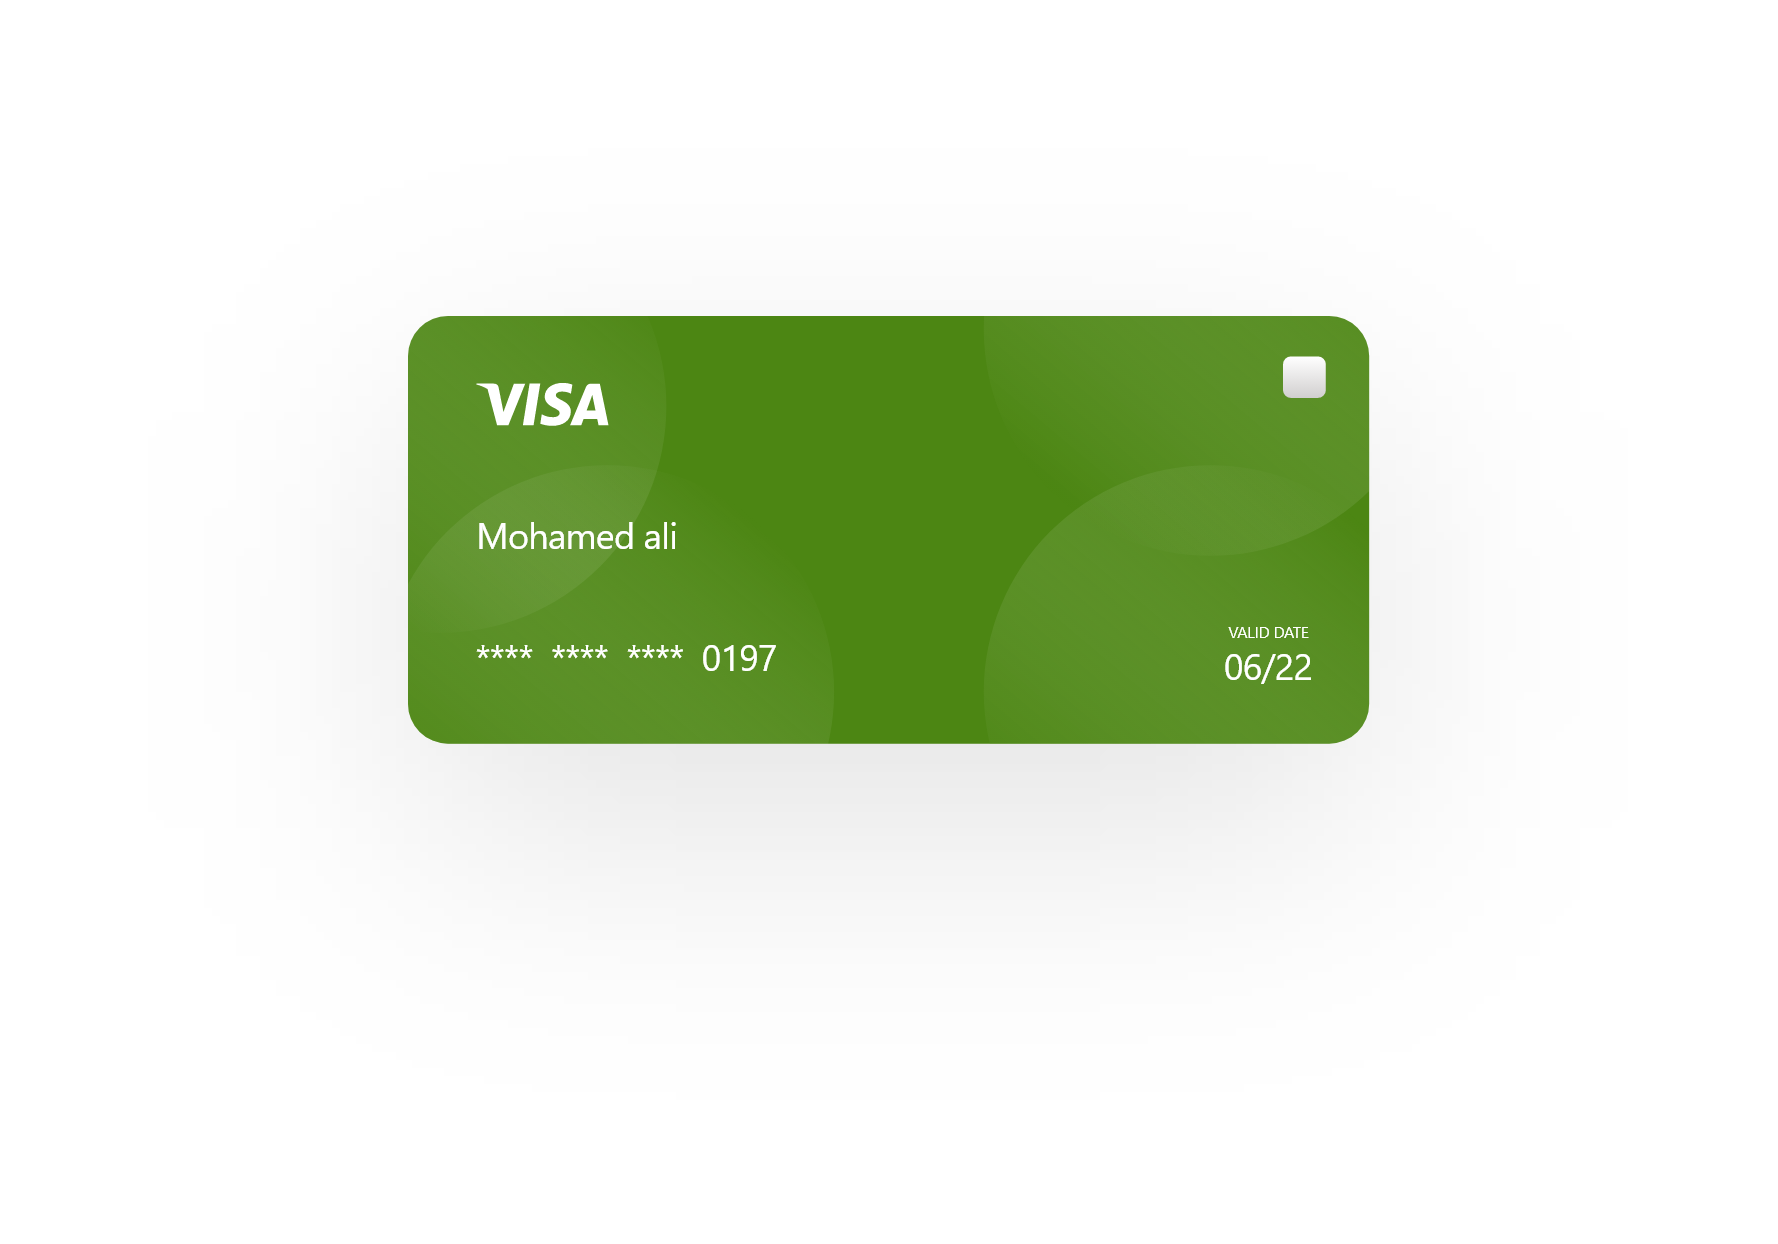 VISA
Mohamed ali
**** **** **** 0197
VALID DATE
06/22